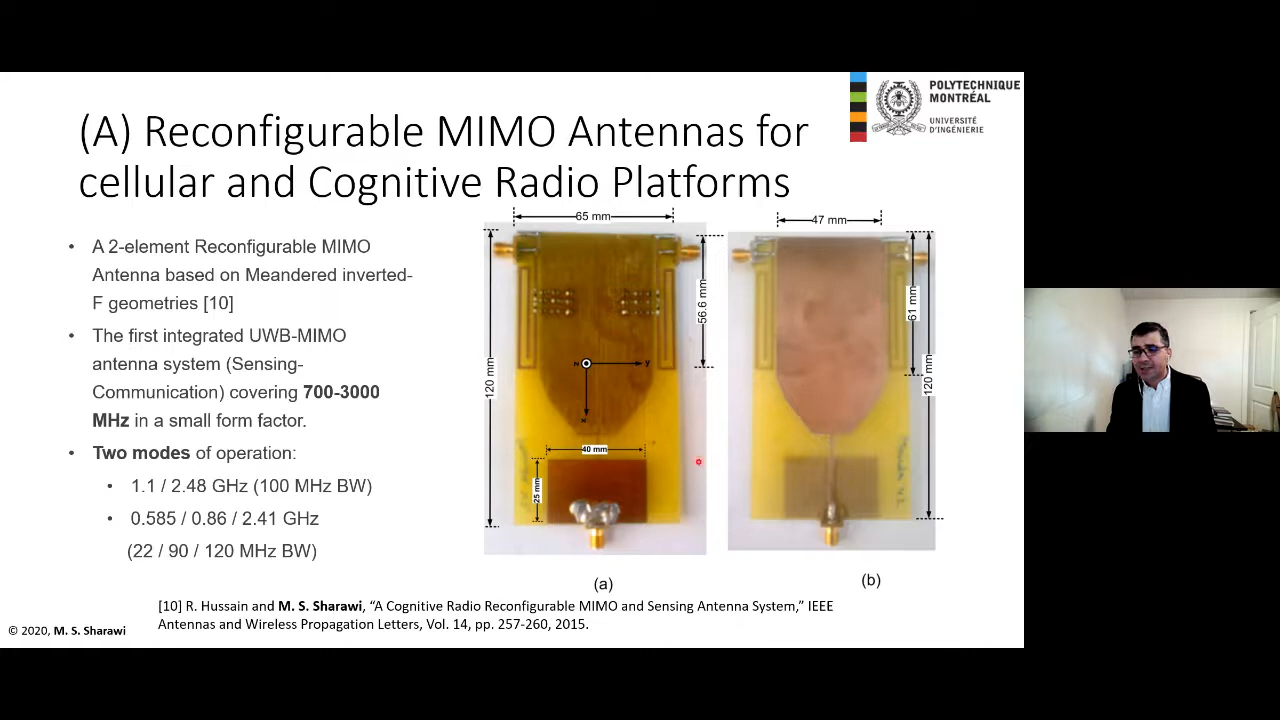 POLYTECHNIQUE
MONTRÉAL
UNIVERSITÉ
D'INGÉNIERIE
(A) Reconfigurable MIMO Antennas for
cellular and Cognitive Radio Platforms
• A 2-element Reconfigurable MIMO
Antenna based on Meandered inverted-
F geometries [10]
• The first integrated UWB-MIMO
antenna system (Sensing-
Communication) covering 700-3000
MHz in a small form factor.
• Two modes of operation:
• 1.1 / 2.48 GHz (100 MHz BW)
• 0.585 / 0.86 / 2.41 GHz
(22 / 90 / 120 MHz BW)
65 mm
56.6 mm
120 mm
z
y
x
40 mm
25 mm
(a)
47 mm
61 mm
120 mm
(b)
[10] R. Hussain and M. S. Sharawi, “A Cognitive Radio Reconfigurable MIMO and Sensing Antenna System,” IEEE
Antennas and Wireless Propagation Letters, Vol. 14, pp. 257-260, 2015.
© 2020, M. S. Sharawi